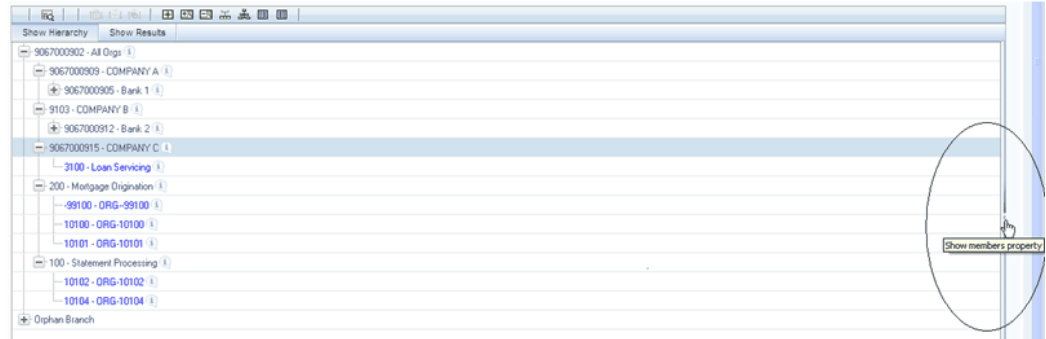 Show Hierarchy Show Results
9067000902 - All Orgs
9067000909 - COMPANY A
9067000905 - Bank 1
9103 - COMPANY B
9067000912 - Bank 2
9067000915 - COMPANY C
3100 - Loan Servicing
200 - Mortgage Origination
-99100 - ORG--99100
10100 - ORG-10100
10101 - ORG-10101
Show members property
100 - Statement Processing
10102 - ORG-10102
10104 - ORG-10104
Orphan Branch